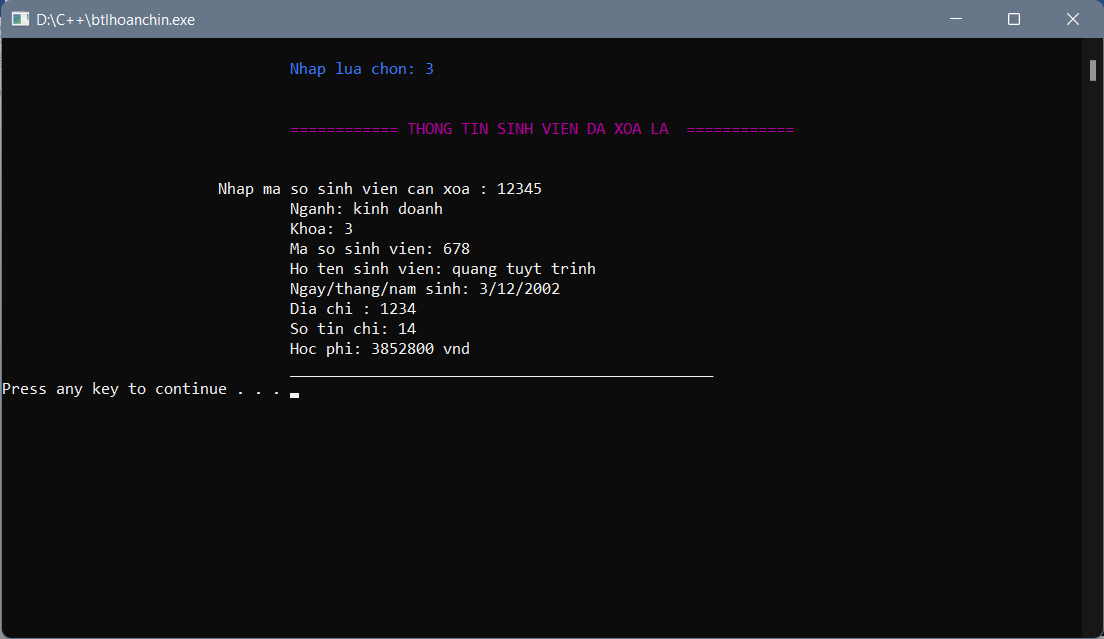 D:\C++\btlhoanchin.exe
Nhap lua chon: 3
============ THONG TIN SINH VIEN DA XOA LA  ============
Nhap ma so sinh vien can xoa : 12345
Nganh: kinh doanh
Khoa: 3
Ma so sinh vien: 678
Ho ten sinh vien: quang tuyt trinh
Ngay/thang/nam sinh: 3/12/2002
Dia chi : 1234
So tin chi: 14
Hoc phi: 3852800 vnd
_______________________________________________
Press any key to continue . . .